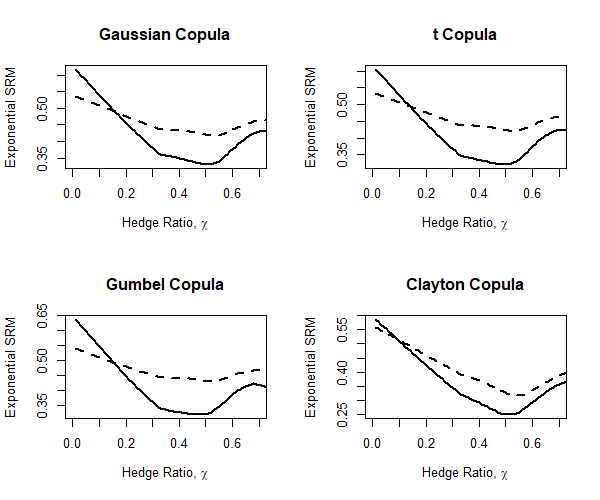 Gaussian Copula
Exponential SRM
0.35 0.50
0.0 0.2 0.4 0.6
Hedge Ratio, χ
t Copula
Exponential SRM
0.35 0.50
0.0 0.2 0.4 0.6
Hedge Ratio, χ
Gumbel Copula
Exponential SRM
0.35 0.50 0.65
0.0 0.2 0.4 0.6
Hedge Ratio, χ
Clayton Copula
Exponential SRM
0.25 0.40 0.55
0.0 0.2 0.4 0.6
Hedge Ratio, χ